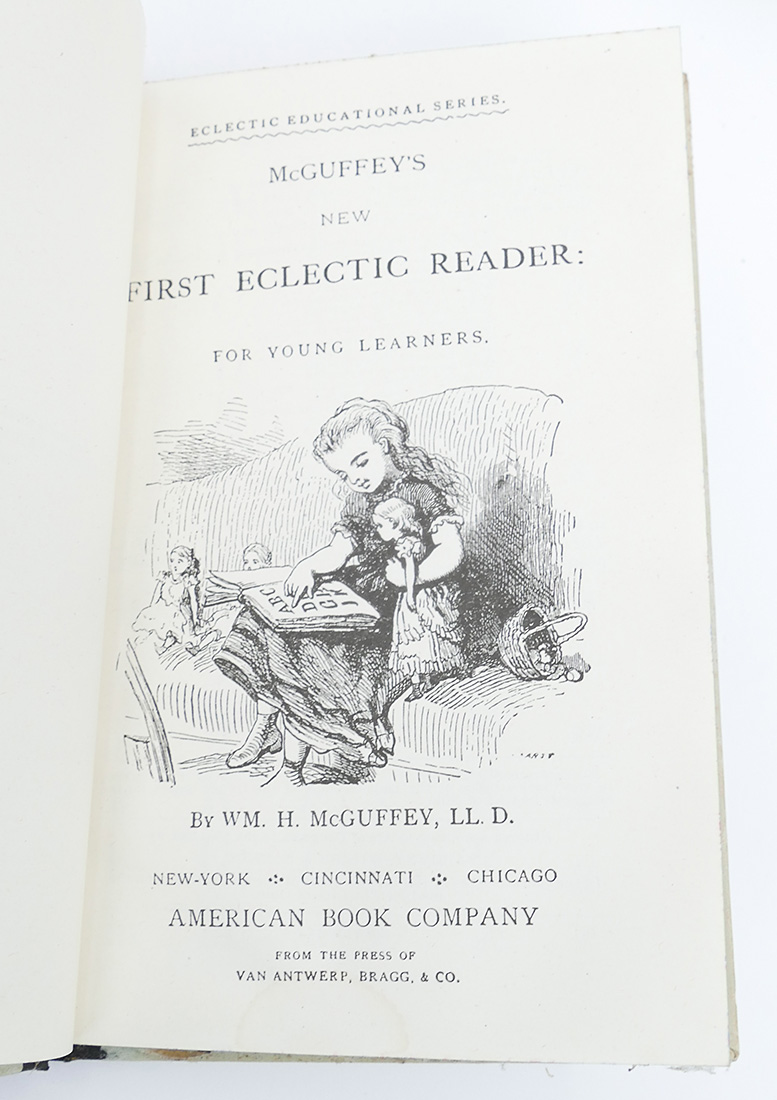 ECLECTIC EDUCATIONAL SERIES.
McGUFFEY'S
NEW
FIRST ECLECTIC READER:
FOR YOUNG LEARNERS.
ABC
By WM. H. McGUFFEY, LL. D.
NEW-YORK ·:· CINCINNATI ·:· CHICAGO
AMERICAN BOOK COMPANY
FROM THE PRESS OF
VAN ANTWERP, BRAGG, & CO.